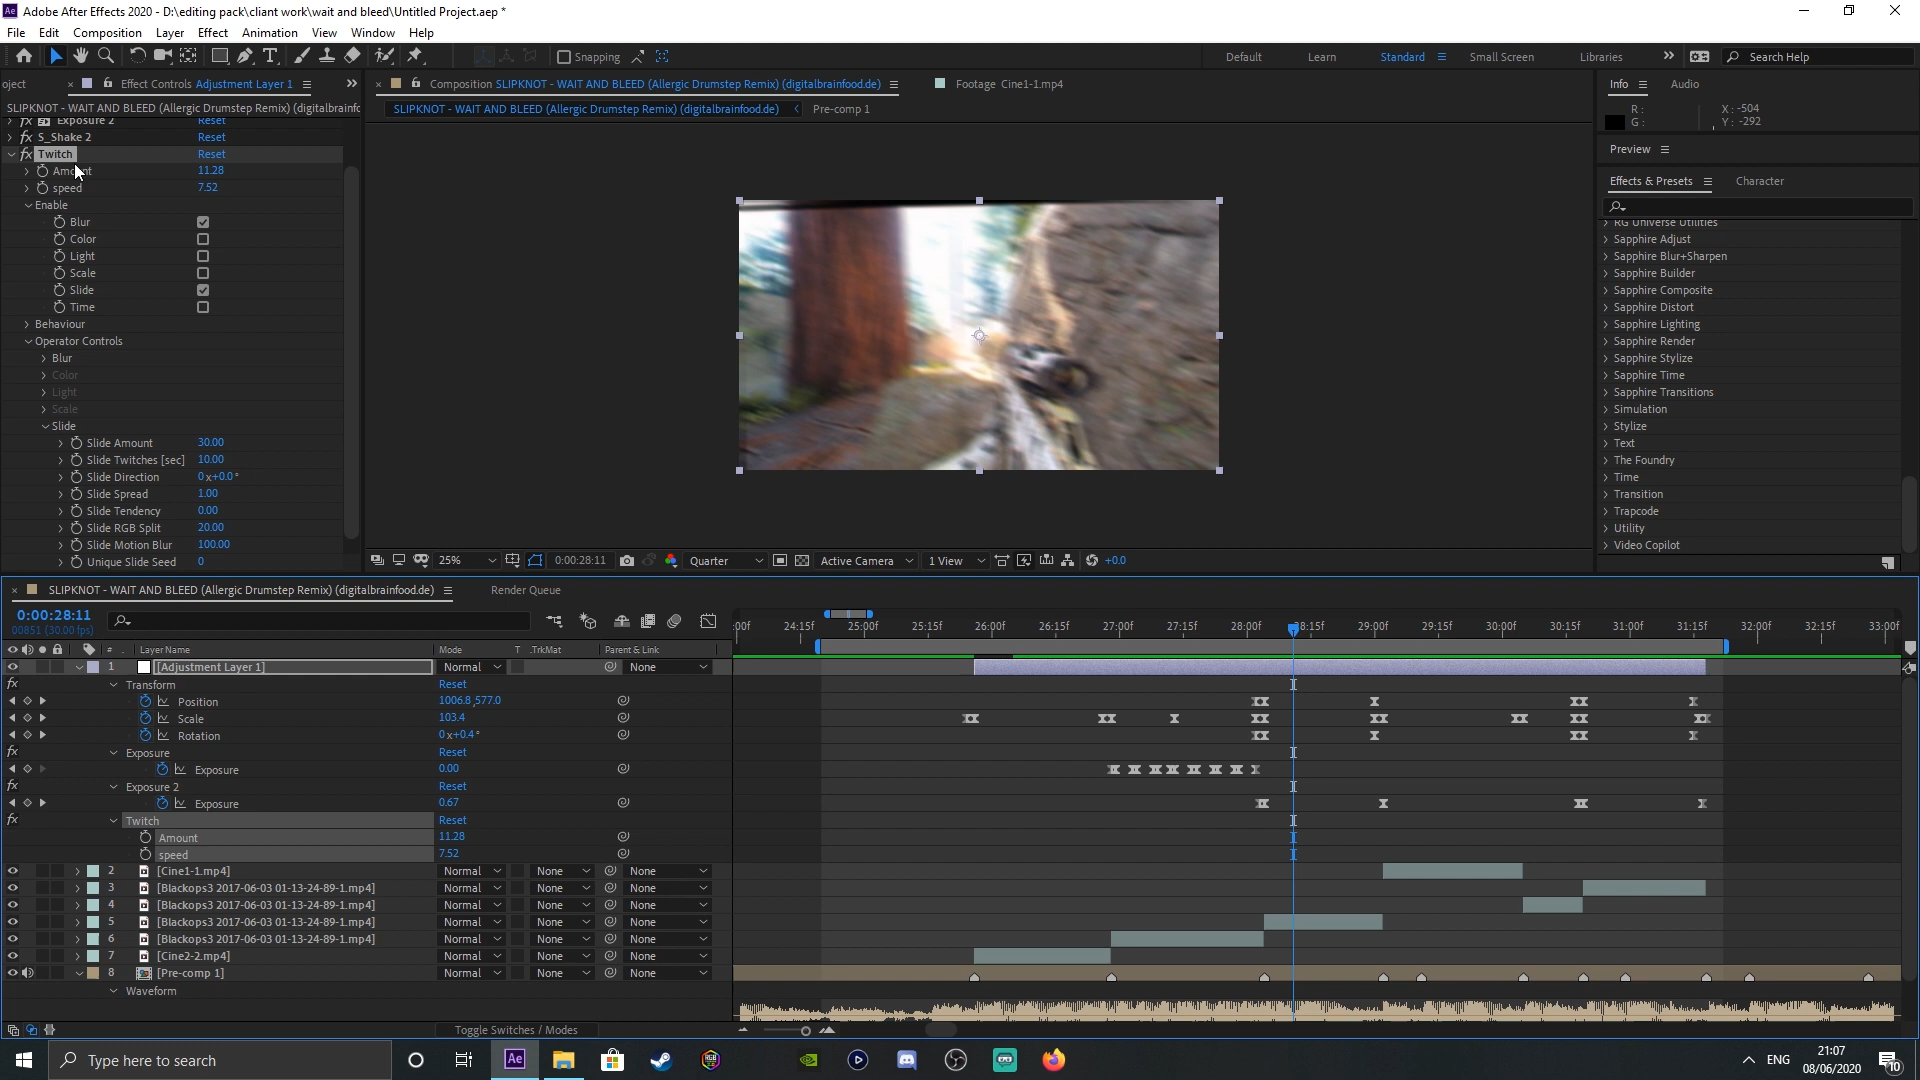 Adobe After Effects 2020 - D:\editing pack\cliant work\wait and bleed\Untitled Project.aep *
File Edit Composition Layer Effect Animation View Window Help
Snapping
Default Learn Standard Small Screen Libraries Search Help
oject Effect Controls Adjustment Layer 1
Composition SLIPKNOT - WAIT AND BLEED (Allergic Drumstep Remix) (digitalbrainfood.de) Footage Cine1-1.mp4
SLIPKNOT - WAIT AND BLEED (Allergic Drumstep Remix) (digitalbrainfo
SLIPKNOT - WAIT AND BLEED (Allergic Drumstep Remix) (digitalbrainfood.de) Pre-comp 1
fx Exposure 2 Reset
fx S_Shake 2 Reset
fx Twitch Reset
Amount 11.28
speed 7.52
Enable
Blur
Color
Light
Scale
Slide
Time
Behaviour
Operator Controls
Blur
Color
Light
Scale
Slide
Slide Amount 30.00
Slide Twitches [sec] 10.00
Slide Direction 0x+0.0°
Slide Spread 1.00
Slide Tendency 0.00
Slide RGB Split 20.00
Slide Motion Blur 100.00
Unique Slide Seed 0
25% 0:00:28:11 Quarter Active Camera 1 View +0.0
Info Audio
R: X: -504
G: Y: -292
Preview
Effects & Presets Character
RG Universe Utilities
Sapphire Adjust
Sapphire Blur+Sharpen
Sapphire Builder
Sapphire Composite
Sapphire Distort
Sapphire Lighting
Sapphire Render
Sapphire Stylize
Sapphire Time
Sapphire Transitions
Simulation
Stylize
Text
The Foundry
Time
Transition
Trapcode
Utility
Video Copilot
SLIPKNOT - WAIT AND BLEED (Allergic Drumstep Remix) (digitalbrainfood.de) Render Queue
0:00:28:11
00851 (30.00 fps)
:00f 24:15f 25:00f 25:15f 26:00f 26:15f 27:00f 27:15f 28:00f 28:15f 29:00f 29:15f 30:00f 30:15f 31:00f 31:15f 32:00f 32:15f 33:00f
# Layer Name Mode T .TrkMat Parent & Link
1 [Adjustment Layer 1] Normal None
fx Transform Reset
Position 1006.8,577.0
Scale 103.4
Rotation 0x+0.4°
fx Exposure Reset
Exposure 0.00
fx Exposure 2 Reset
Exposure 0.67
fx Twitch Reset
Amount 11.28
speed 7.52
2 [Cine1-1.mp4] Normal None None
3 [Blackops3 2017-06-03 01-13-24-89-1.mp4] Normal None None
4 [Blackops3 2017-06-03 01-13-24-89-1.mp4] Normal None None
5 [Blackops3 2017-06-03 01-13-24-89-1.mp4] Normal None None
6 [Blackops3 2017-06-03 01-13-24-89-1.mp4] Normal None None
7 [Cine2-2.mp4] Normal None None
8 [Pre-comp 1] Normal None None
Waveform
Toggle Switches / Modes
Type here to search Ae ENG 21:07
08/06/2020 10